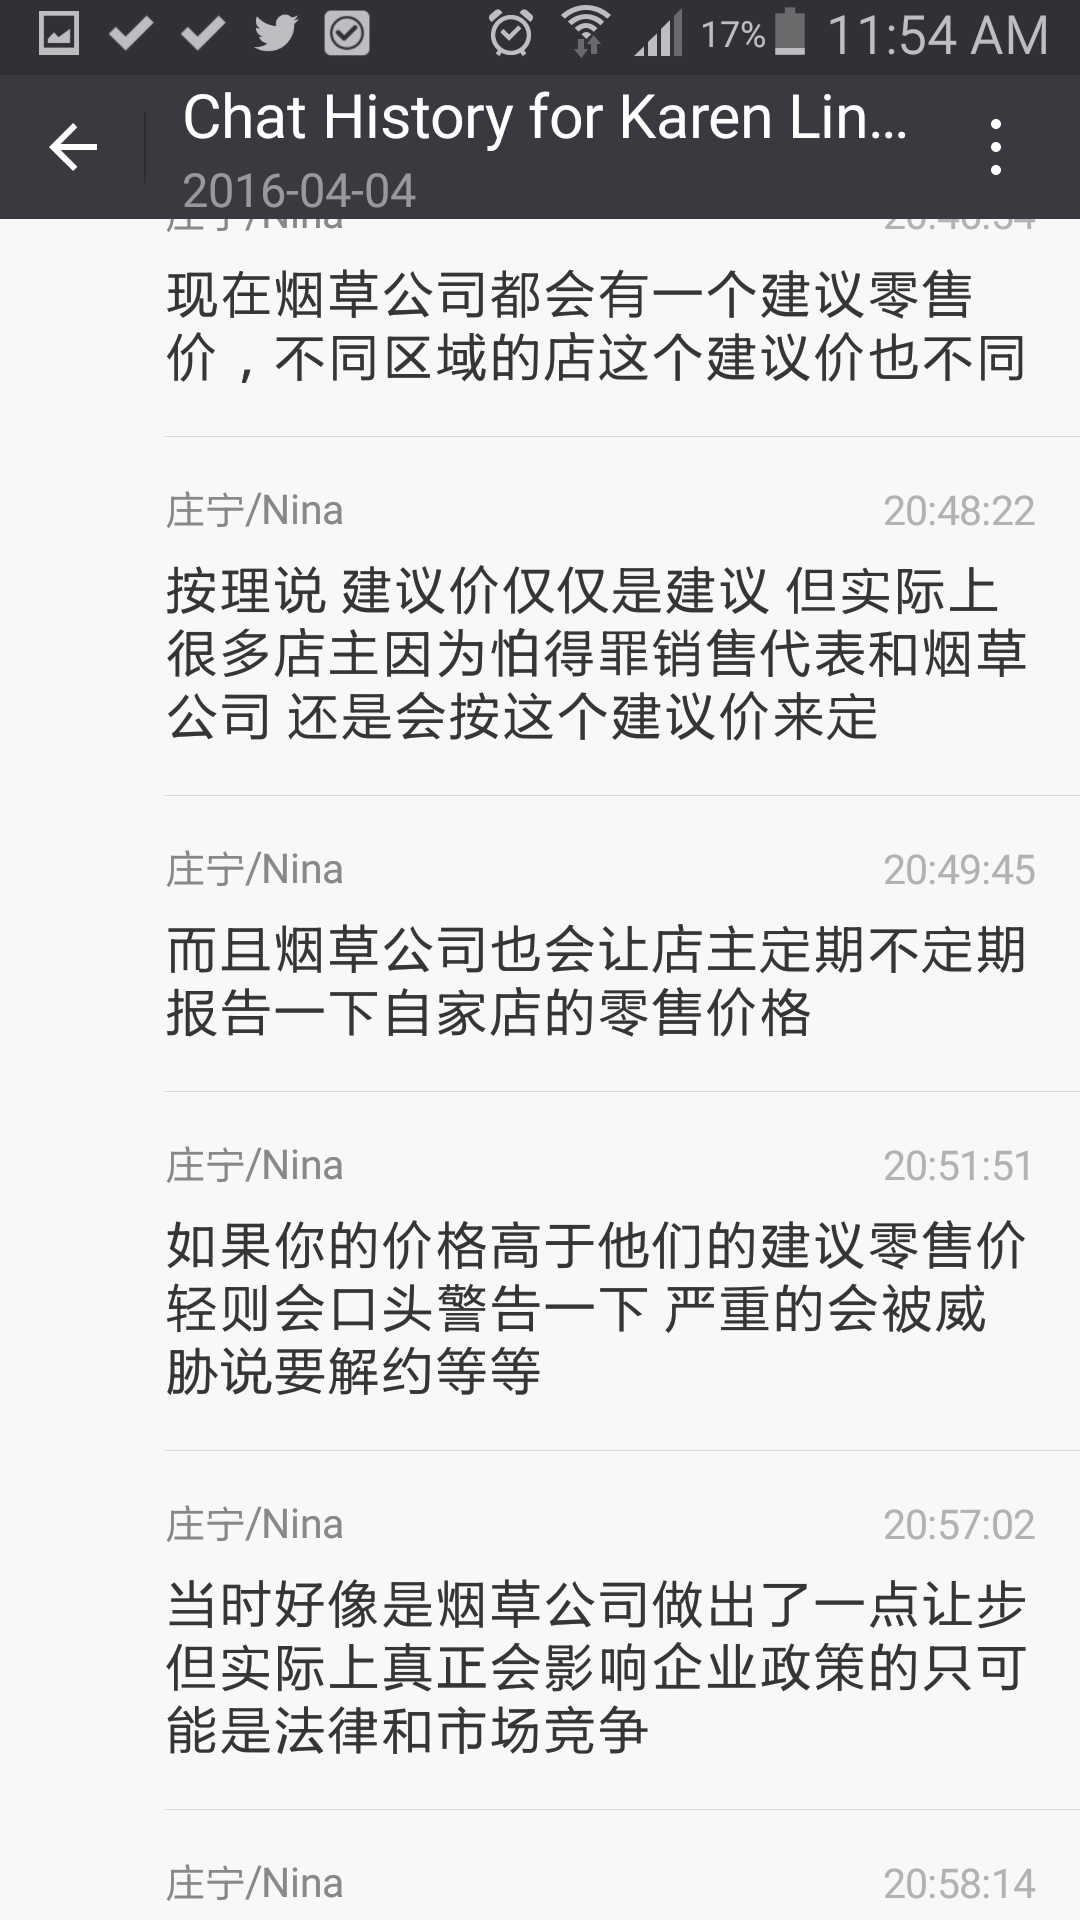 17% 11:54 AM
Chat History for Karen Lin...
2016-04-04
庄宁/Nina
现在烟草公司都会有一个建议零售
价，不同区域的店这个建议价也不同
庄宁/Nina 20:48:22
按理说 建议价仅仅是建议 但实际上
很多店主因为怕得罪销售代表和烟草
公司 还是会按这个建议价来定
庄宁/Nina 20:49:45
而且烟草公司也会让店主定期不定期
报告一下自家店的零售价格
庄宁/Nina 20:51:51
如果你的价格高于他们的建议零售价
轻则会口头警告一下 严重的会被威
胁说要解约等等
庄宁/Nina 20:57:02
当时好像是烟草公司做出了一点让步
但实际上真正会影响企业政策的只可
能是法律和市场竞争
庄宁/Nina 20:58:14